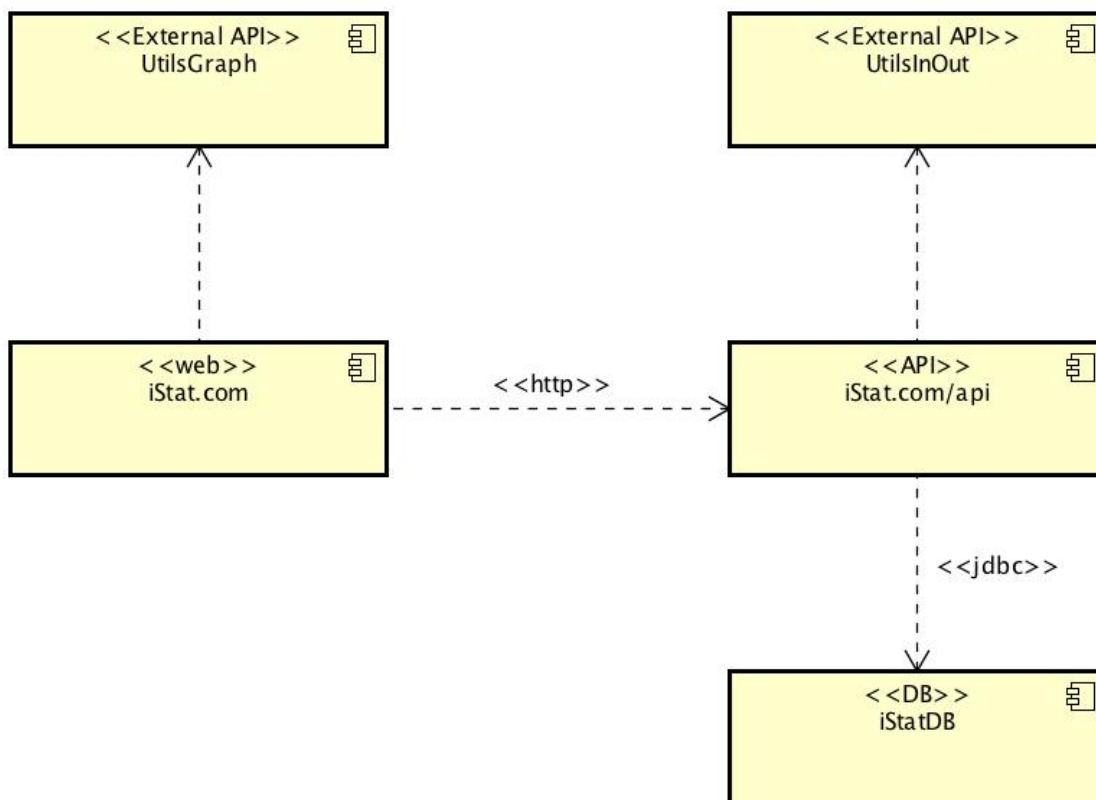 <<External API>>
UtilsGraph
<<External API>>
UtilsInOut
<<web>>
iStat.com
<<http>>
<<API>>
iStat.com/api
<<jdbc>>
<<DB>>
iStatDB